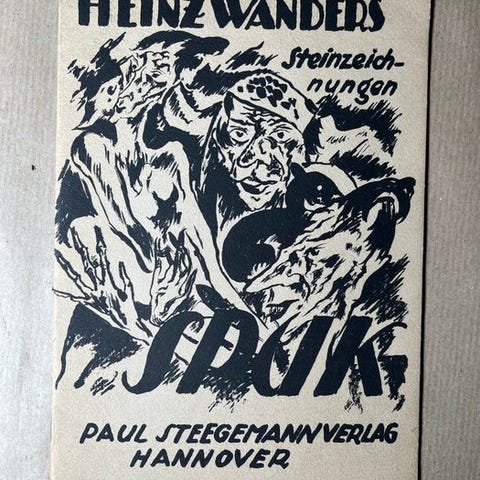 HEINZ WANDERS
Steinzeich-
nungen
SPUK
PAUL STEEGEMANN VERLAG
HANNOVER